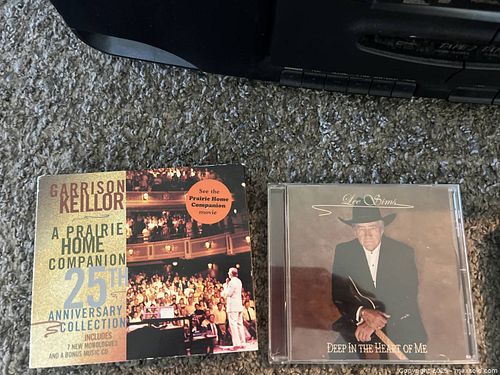 GARRISON
KEILLOR
A PRAIRIE
HOME
COMPANION
25TH
ANNIVERSARY
COLLECTION
INCLUDES
7 NEW MONOLOGUES
AND A BONUS MUSIC CD
See the
Prairie Home
Companion
movie
Lee Sims
DEEP IN THE HEART OF ME